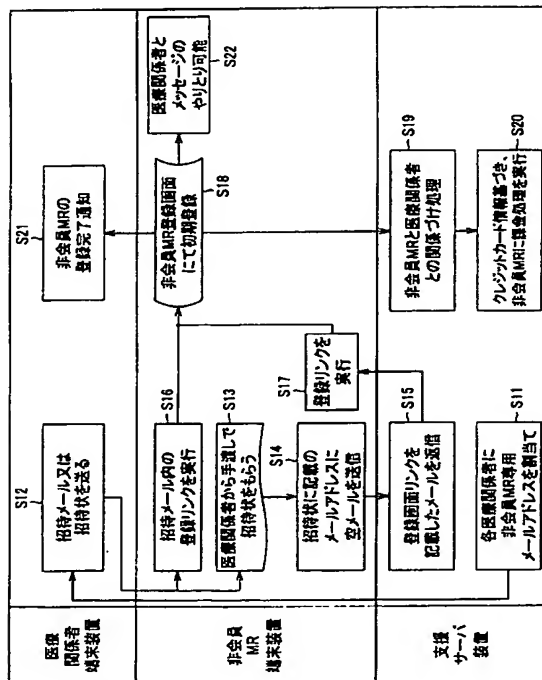 医療
関係者
端末装置
S12
招待メール又は
招待状を送る
S21
非会員MRの
登録完了通知
非会員
MR
端末装置
S16
招待メール内の
登録リンクを実行
S13
医療関係者から手渡しで
招待状をもらう
S14
招待状に記載の
メールアドレスに
空メールを送信
S17
登録リンクを
実行
S18
非会員MR登録画面
にて初期登録
S22
医療関係者と
メッセージの
やりとり可能
支援
サーバ
装置
S15
登録画面リンクを
記載したメールを返信
S11
各医療関係者に
非会員MR専用
メールアドレスを割当て
S19
非会員MRと医療関係者
との関係づけ処理
S20
クレジットカード情報基づき、
非会員MRに課金処理を実行